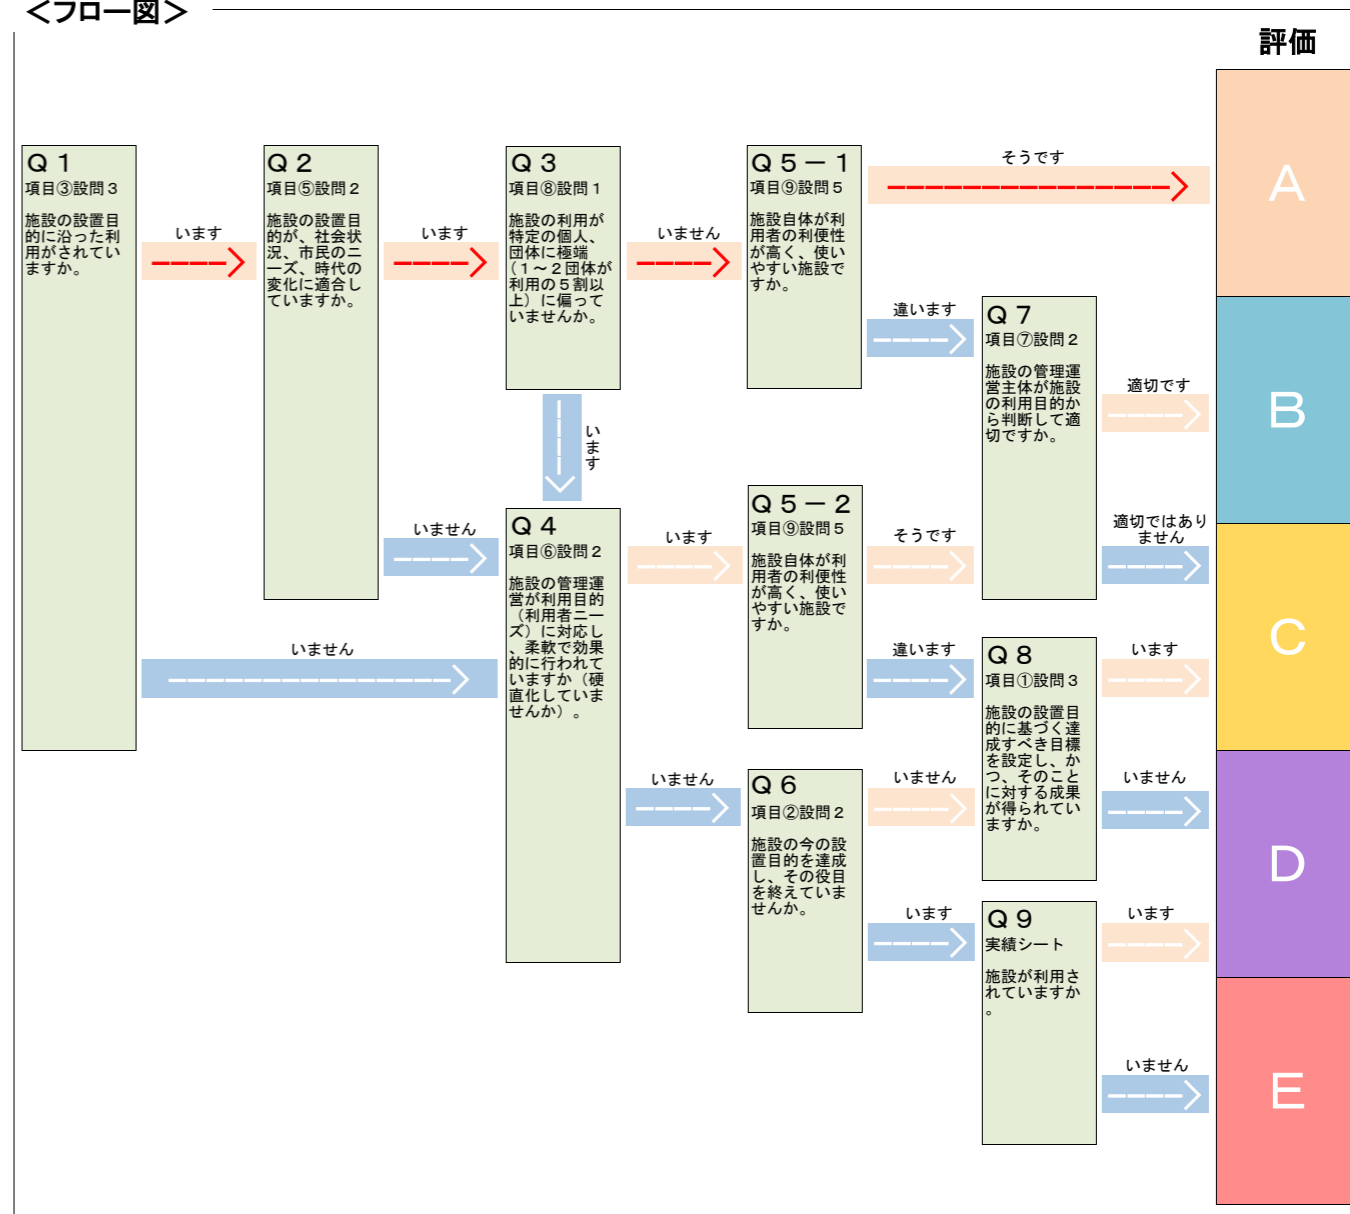 ＜フロー図＞
評価
Ｑ１
項目③設問３
施設の設置目
的に沿った利
用がされてい
ますか。
います
いません
Ｑ２
項目⑤設問２
施設の設置目
的が、社会状
況、市民のニ
ーズ、時代の
変化に適合し
ていますか。
います
いません
Ｑ３
項目⑧設問１
施設の利用が
特定の個人、
団体に極端
（１～２団体が
利用の５割以
上）に偏って
いませんか。
いません
います
Ｑ４
項目⑥設問２
施設の管理運
営が利用目的
（利用者ニー
ズ）に対応し
、柔軟で効果
的に行われて
いますか（硬
直化していま
せんか）。
います
いません
Ｑ５－１
項目⑨設問５
施設自体が利
用者の利便性
が高く、使い
やすい施設で
すか。
そうです
違います
Ｑ５－２
項目⑨設問５
施設自体が利
用者の利便性
が高く、使い
やすい施設で
すか。
そうです
違います
Ｑ６
項目②設問２
施設の今の設
置目的を達成
し、その役目
を終えていま
せんか。
いません
います
Ｑ７
項目⑦設問２
施設の管理運
営主体が施設
の利用目的か
ら判断して適
切ですか。
適切です
適切ではあり
ません
Ｑ８
項目①設問３
施設の設置目
的に基づく達
成すべき目標
を設定し、か
つ、そのこと
に対する成果
が得られてい
ますか。
います
いません
Ｑ９
実績シート
施設が利用さ
れていますか
。
います
いません
Ａ
Ｂ
Ｃ
Ｄ
Ｅ